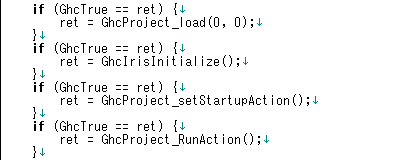 if (GhcTrue == ret) {↓
ret = GhcProject_load(0, 0);↓
}↓
if (GhcTrue == ret) {↓
ret = GhcIrisInitialize();↓
}↓
if (GhcTrue == ret) {↓
ret = GhcProject_setStartupAction();↓
}↓
if (GhcTrue == ret) {↓
ret = GhcProject_RunAction();↓
}↓